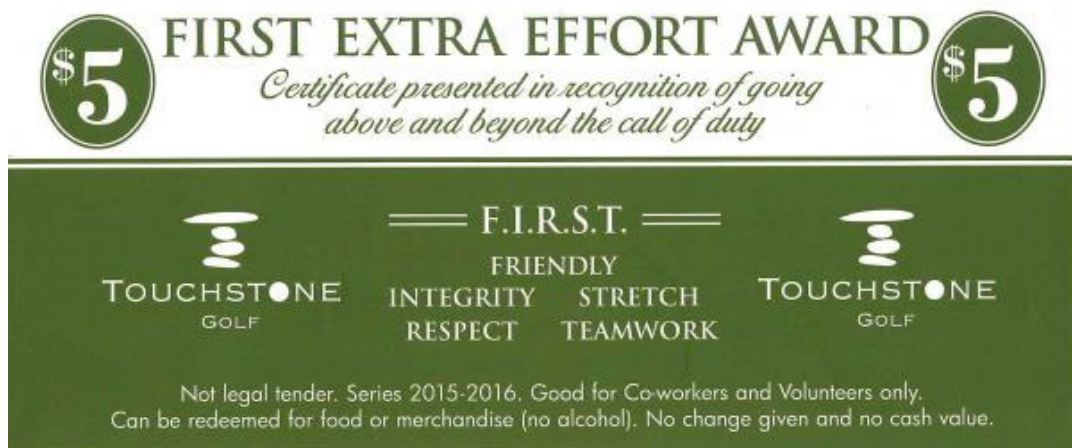 $5 FIRST EXTRA EFFORT AWARD $5
Certificate presented in recognition of going
above and beyond the call of duty
F.I.R.S.T.
FRIENDLY
INTEGRITY STRETCH
RESPECT TEAMWORK
TOUCHSTONE
GOLF
TOUCHSTONE
GOLF
Not legal tender. Series 2015-2016. Good for Co-workers and Volunteers only.
Can be redeemed for food or merchandise (no alcohol). No change given and no cash value.